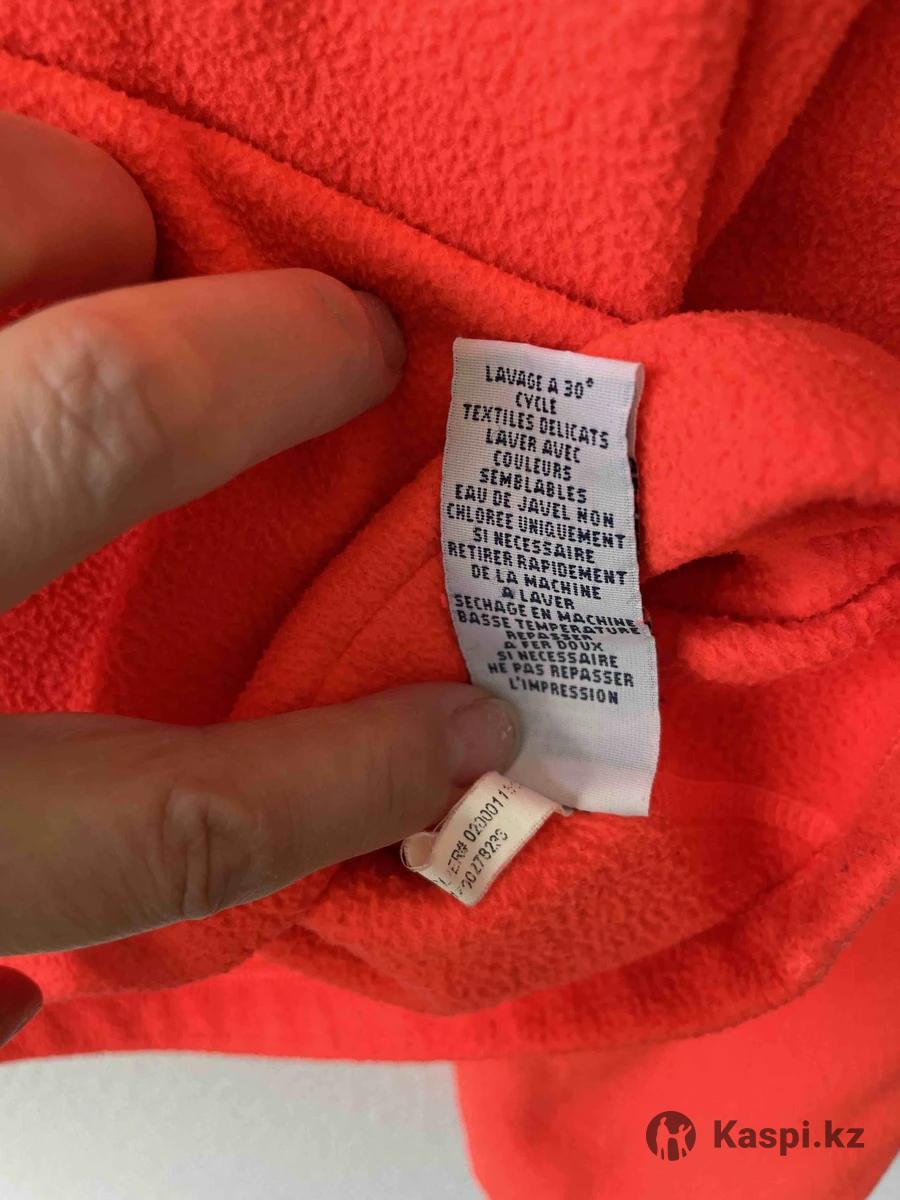 LAVAGE A 30°
CYCLE
TEXTILES DELICATS
LAVER AVEC
COULEURS
SEMBLABLES
EAU DE JAVEL NON
CHLOREE UNIQUEMENT
SI NECESSAIRE
RETIRER RAPIDEMENT
DE LA MACHINE
A LAVER
SECHAGE EN MACHINE
BASSE TEMPERATURE
REPASSER
A FER DOUX
SI NECESSAIRE
NE PAS REPASSER
L'IMPRESSION
Kaspi.kz